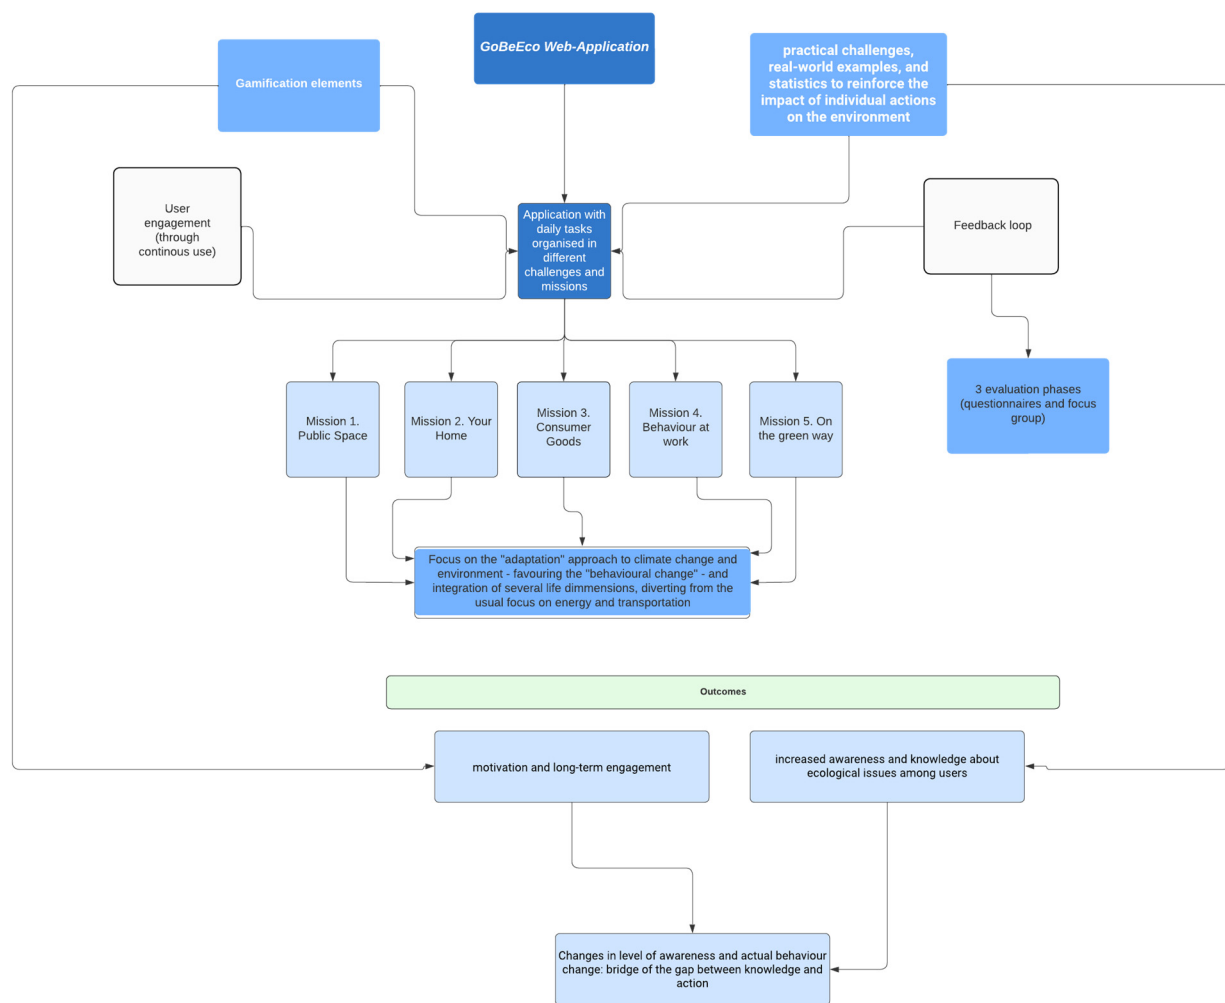 GoBeEco Web-Application
Gamification elements
practical challenges,
real-world examples, and
statistics to reinforce the
impact of individual actions
on the environment
User
engagement
(through
continous use)
Application with
daily tasks
organised in
different
challenges and
missions
Feedback loop
3 evaluation phases
(questionnaires and focus
group)
Mission 1.
Public Space
Mission 2. Your
Home
Mission 3.
Consumer
Goods
Mission 4.
Behaviour at
work
Mission 5. On
the green way
Focus on the "adaptation" approach to climate change and
environment - favouring the "behavioural change" - and
integration of several life dimmensions, diverting from the
usual focus on energy and transportation
Outcomes
motivation and long-term engagement
increased awareness and knowledge about
ecological issues among users
Changes in level of awareness and actual behaviour
change: bridge of the gap between knowledge and
action